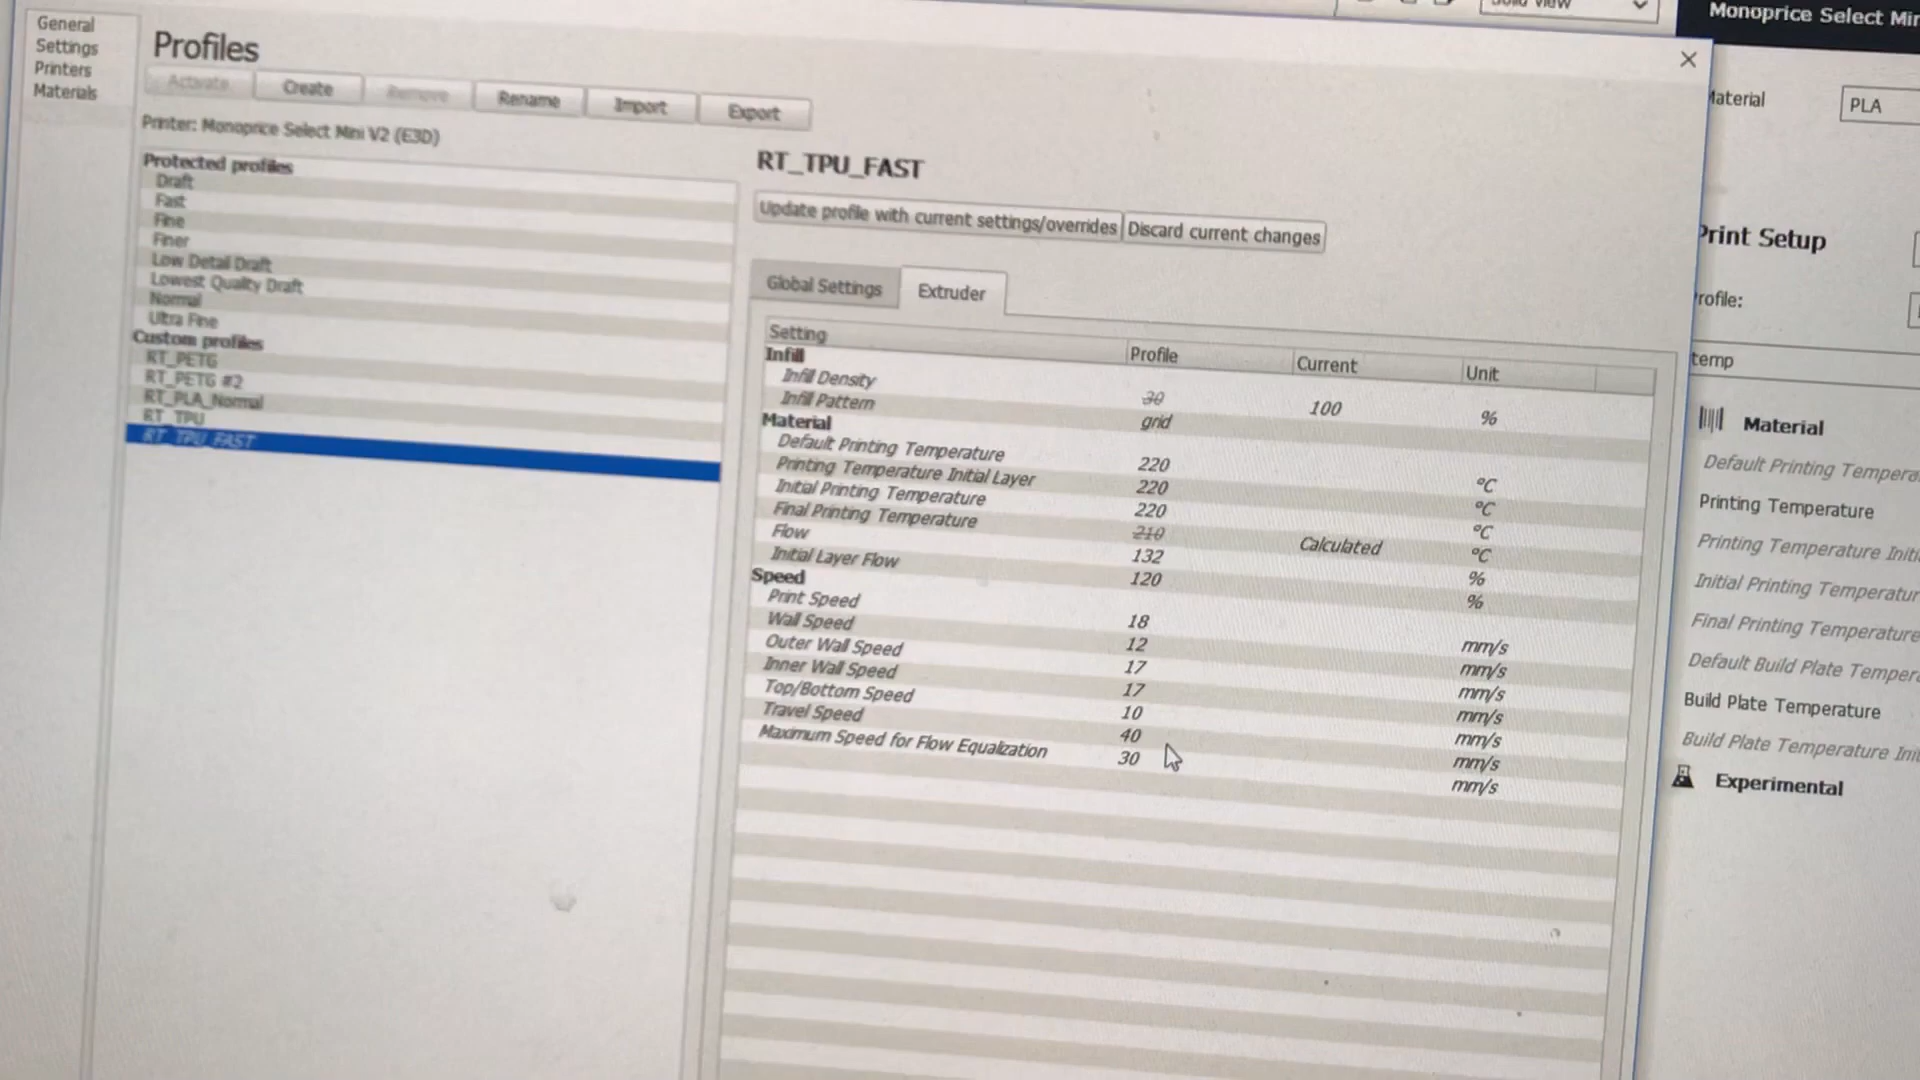 General
Settings
Printers
Materials
Profiles
Activate Create Remove Rename Import Export
Printer: Monoprice Select Mini V2 (E3D)
Protected profiles
Draft
Fast
Fine
Finer
Low Detail Draft
Lowest Quality Draft
Normal
Ultra Fine
Custom profiles
RT_PETG
RT_PETG #2
RT_PLA_Normal
RT_TPU
RT_TPU_FAST
RT_TPU_FAST
Update profile with current settings/overrides Discard current changes
Global Settings Extruder
Setting Profile Current Unit
Infill
Infill Density 30 100 %
Infill Pattern grid
Material
Default Printing Temperature 220 °C
Printing Temperature Initial Layer 220 °C
Initial Printing Temperature 220 °C
Final Printing Temperature 210 Calculated °C
Flow 132 %
Initial Layer Flow 120 %
Speed
Print Speed 18 mm/s
Wall Speed 12 mm/s
Outer Wall Speed 17 mm/s
Inner Wall Speed 17 mm/s
Top/Bottom Speed 10 mm/s
Travel Speed 40 mm/s
Maximum Speed for Flow Equalization 30 mm/s
Solid view
Monoprice Select Min
Material PLA
Print Setup
Profile:
temp
Material
Default Printing Tempera
Printing Temperature
Printing Temperature Initi
Initial Printing Temperatur
Final Printing Temperature
Default Build Plate Tempera
Build Plate Temperature
Build Plate Temperature Init
Experimental